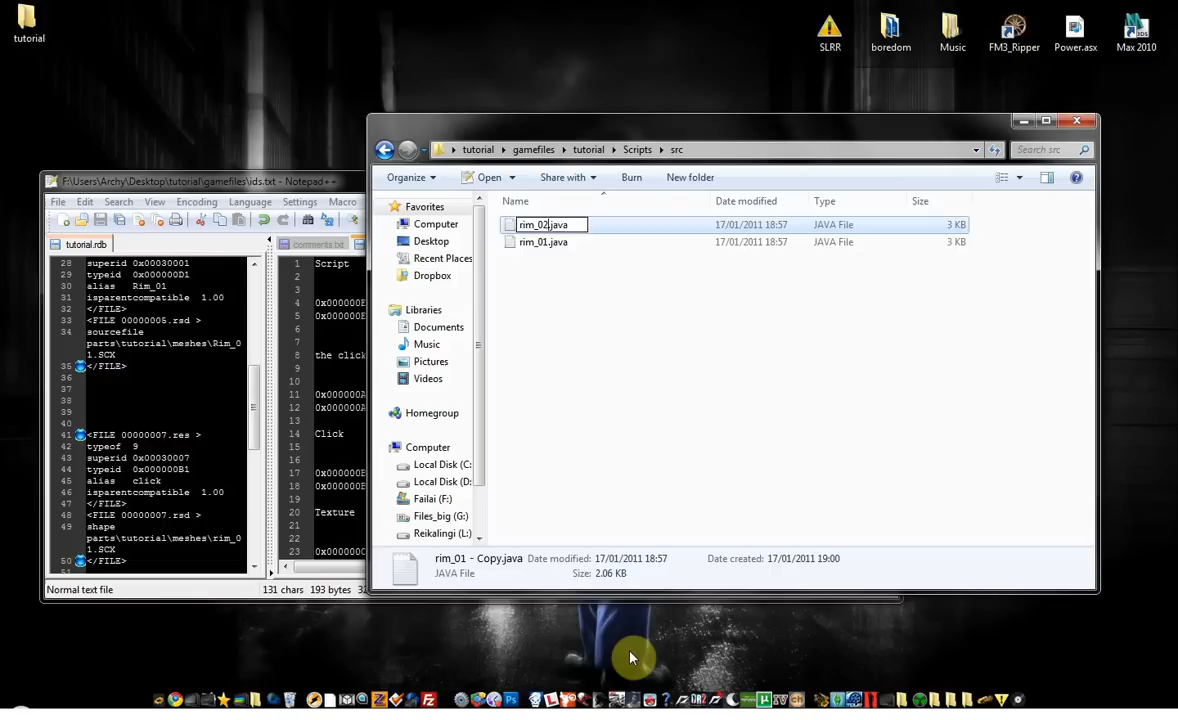 tutorial
SLRR
boredom
Music
FM3_Ripper
Power.asx
Max 2010
tutorial gamefiles tutorial Scripts src
Search src
Organize Open Share with Burn New folder
Name Date modified Type Size
rim_02.java 17/01/2011 18:57 JAVA File 3 KB
rim_01.java 17/01/2011 18:57 JAVA File 3 KB
Favorites
Computer
Desktop
Recent Places
Dropbox
Libraries
Documents
Music
Pictures
Videos
Homegroup
Computer
Local Disk (C:
Local Disk (D:
Failai (F:)
Files_big (G:)
Reikalingi (L:)
rim_01 - Copy.java Date modified: 17/01/2011 18:57 Date created: 17/01/2011 19:00
JAVA File Size: 2.06 KB
F:\Users\Archy\Desktop\tutorial\gamefiles\ids.txt - Notepad++
File Edit Search View Encoding Language Settings Macro
tutorial.rdb
comments.txt
28 superid 0x00030001
29 typeid 0x000000D1
30 alias Rim_01
31 isparentcompatible 1.00
32 </FILE>
33 <FILE 00000005.rsd >
34 sourcefile
parts\tutorial\meshes\Rim_0
1.SCX
35 </FILE>
36
37
38
39
40
41 <FILE 00000007.res >
42 typeof 9
43 superid 0x00030007
44 typeid 0x000000B1
45 alias click
46 isparentcompatible 1.00
47 </FILE>
48 <FILE 00000007.rsd >
49 shape
parts\tutorial\meshes\rim_0
1.SCX
50 </FILE>
1 Script
2
3
4 0x000000
5 0x000000
6
7
8 the click
9
10
11 0x000000
12 0x000000
13
14 Click
15
16
17 0x000000
18 0x000000
19
20 Texture
21
22
23 0x000000
Normal text file 131 chars 193 bytes